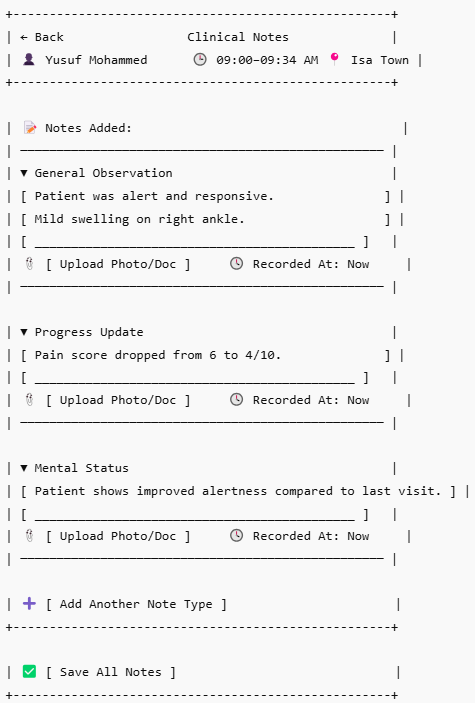 +----------------------------------------------------+
| ← Back Clinical Notes |
| 👤 Yusuf Mohammed 🕒 09:00–09:34 AM 📍 Isa Town |
+----------------------------------------------------+
| 📝 Notes Added: |
| ────────────────────────────────────────────── |
| ▼ General Observation |
| [ Patient was alert and responsive. ] |
| [ Mild swelling on right ankle. ] |
| [ ____________________________________________ ] |
| 📎 [ Upload Photo/Doc ] 🕒 Recorded At: Now |
| ────────────────────────────────────────────── |
| ▼ Progress Update |
| [ Pain score dropped from 6 to 4/10. ] |
| [ ____________________________________________ ] |
| 📎 [ Upload Photo/Doc ] 🕒 Recorded At: Now |
| ────────────────────────────────────────────── |
| ▼ Mental Status |
| [ Patient shows improved alertness compared to last visit. ] |
| [ ____________________________________________ ] |
| 📎 [ Upload Photo/Doc ] 🕒 Recorded At: Now |
| ────────────────────────────────────────────── |
| ➕ [ Add Another Note Type ] |
+----------------------------------------------------+
| ✅ [ Save All Notes ] |
+----------------------------------------------------+